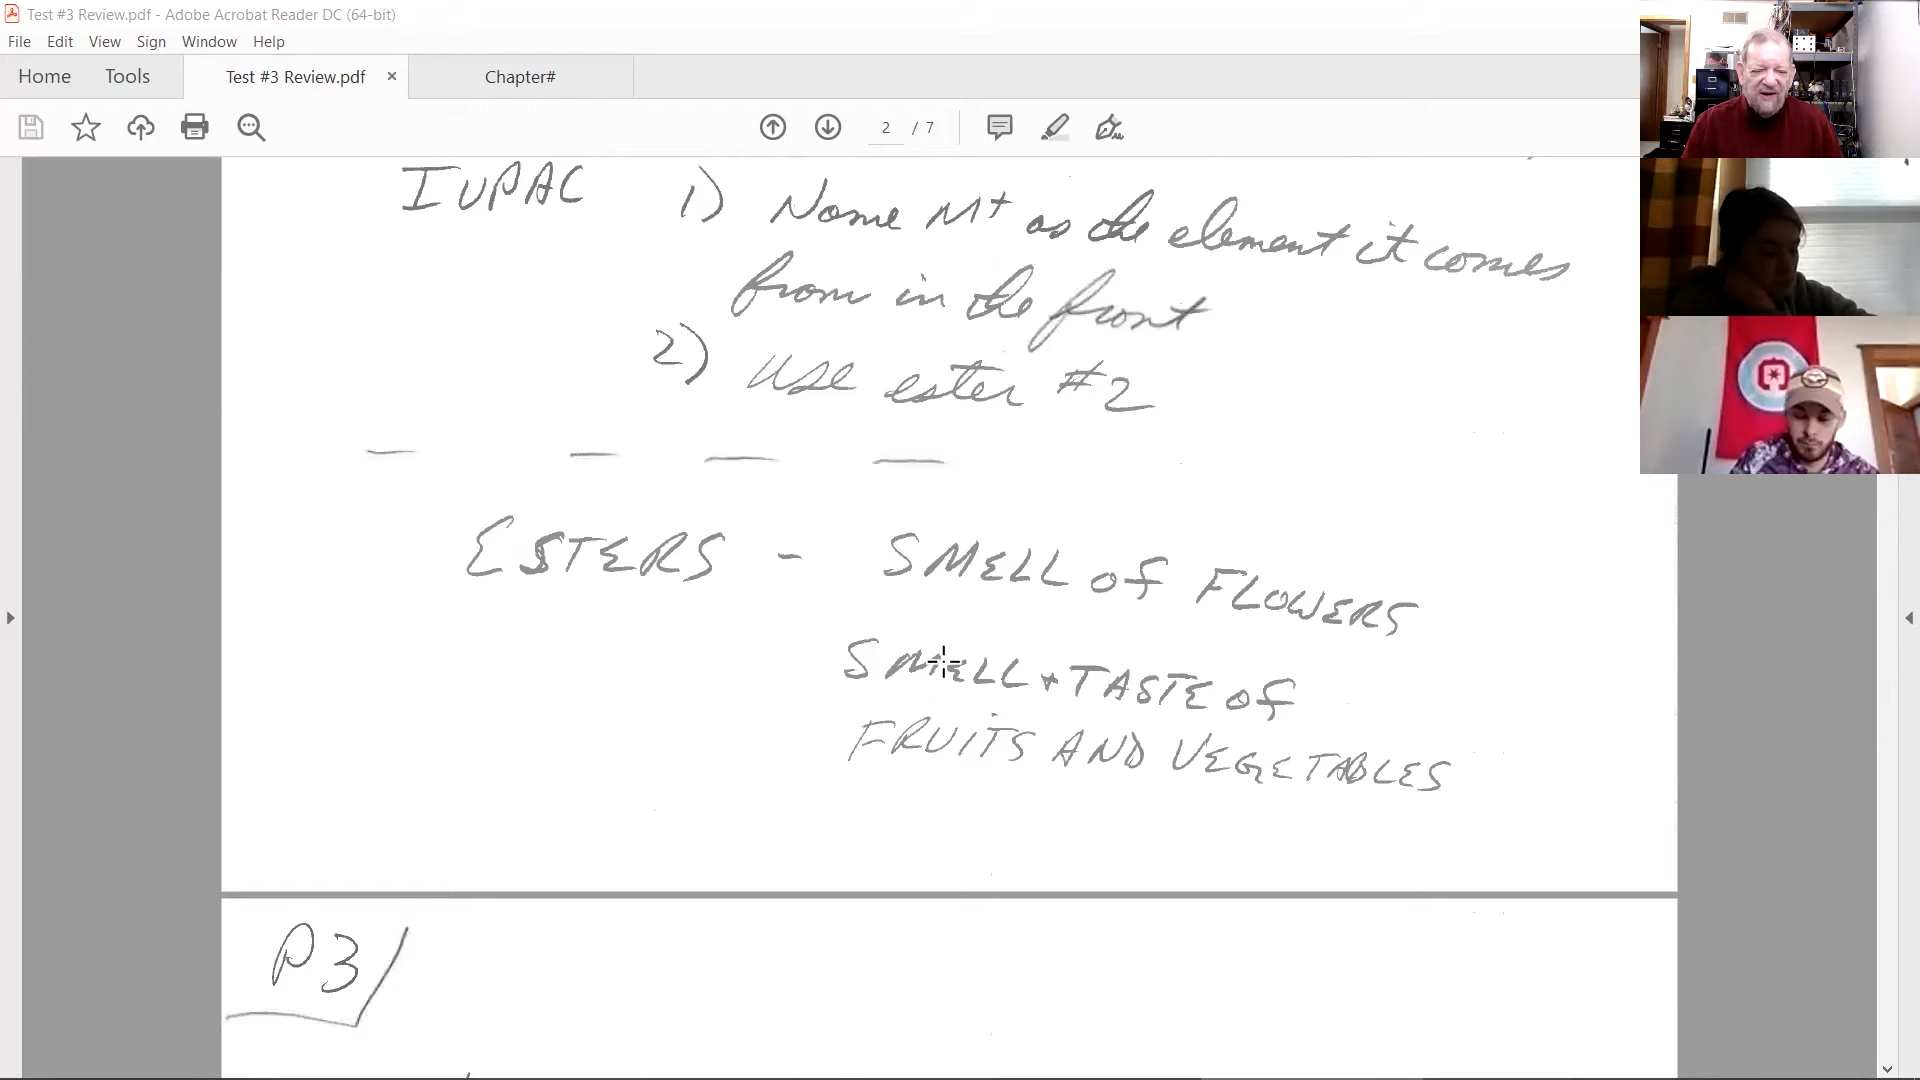 Test #3 Review.pdf - Adobe Acrobat Reader DC (64-bit)
File Edit View Sign Window Help
Home Tools Test #3 Review.pdf × Chapter#
2 / 7
IUPAC 1) Name M+ as the element it comes
from in the front
2) Use ester #2
ESTERS - SMELL of FLOWERS
SMELL + TASTE of
FRUITS AND VEGETABLES
P3